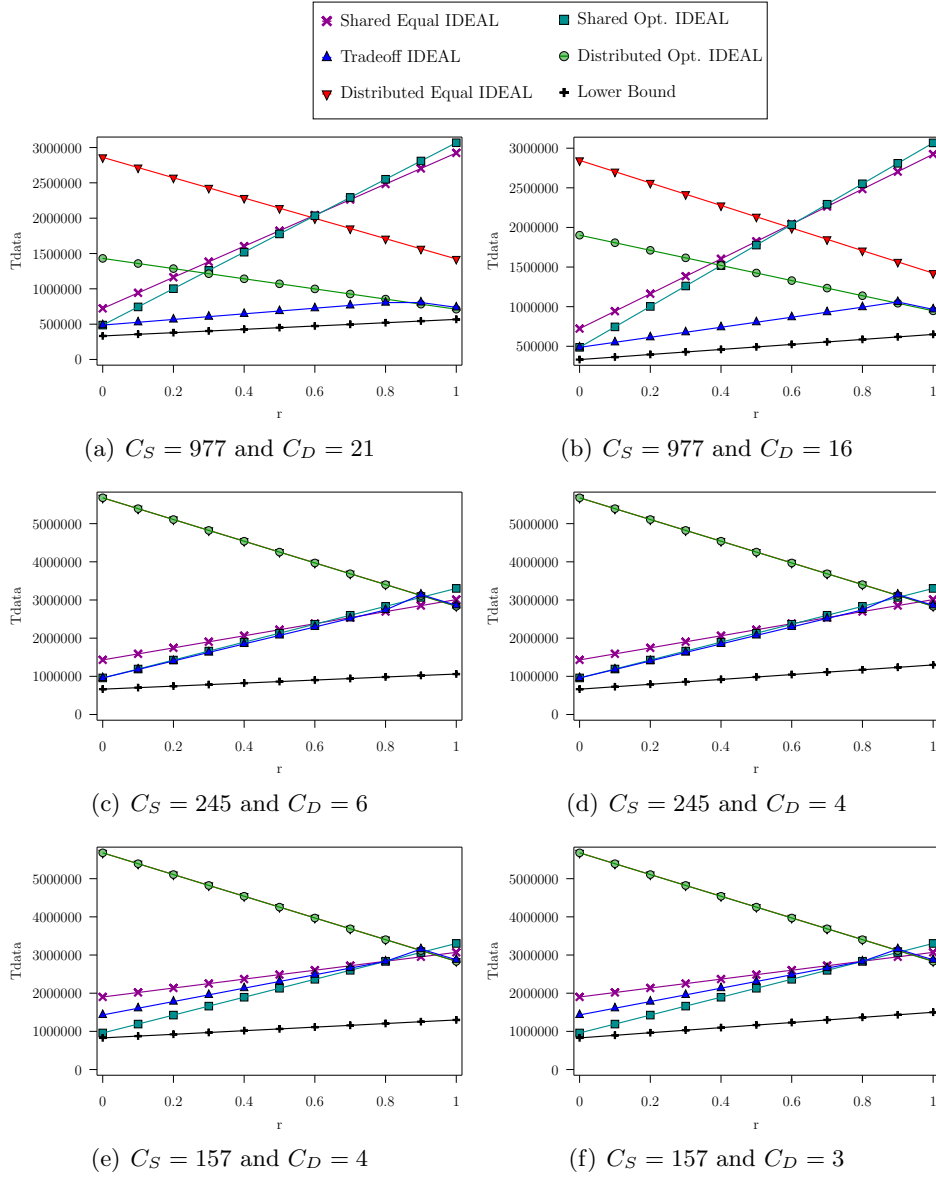 Shared Equal IDEAL
Shared Opt. IDEAL
Tradeoff IDEAL
Distributed Opt. IDEAL
Distributed Equal IDEAL
Lower Bound
3000000
2500000
2000000
1500000
1000000
500000
0
Tdata
0 0.2 0.4 0.6 0.8 1
r
(a) C_S = 977 and C_D = 21
3000000
2500000
2000000
1500000
1000000
500000
Tdata
0 0.2 0.4 0.6 0.8 1
r
(b) C_S = 977 and C_D = 16
5000000
4000000
3000000
2000000
1000000
0
Tdata
0 0.2 0.4 0.6 0.8 1
r
(c) C_S = 245 and C_D = 6
5000000
4000000
3000000
2000000
1000000
0
Tdata
0 0.2 0.4 0.6 0.8 1
r
(d) C_S = 245 and C_D = 4
5000000
4000000
3000000
2000000
1000000
0
Tdata
0 0.2 0.4 0.6 0.8 1
r
(e) C_S = 157 and C_D = 4
5000000
4000000
3000000
2000000
1000000
0
Tdata
0 0.2 0.4 0.6 0.8 1
r
(f) C_S = 157 and C_D = 3